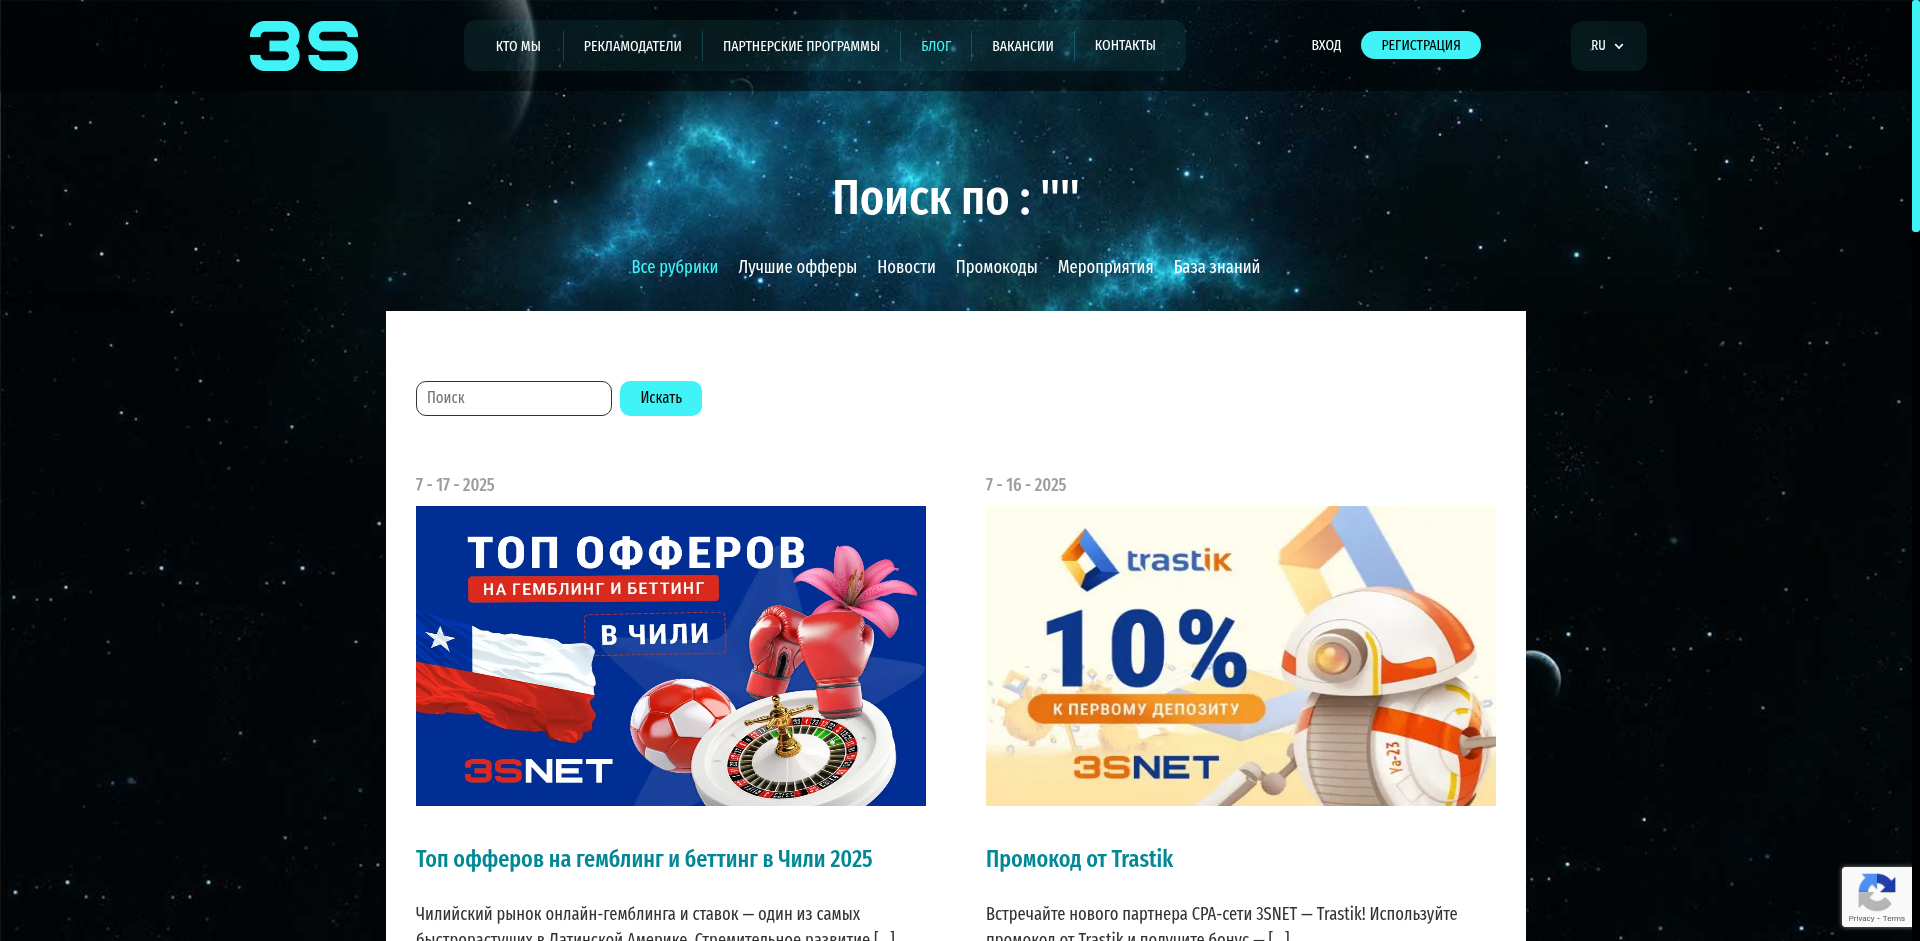 3S
КТО МЫ
РЕКЛАМОДАТЕЛИ
ПАРТНЕРСКИЕ ПРОГРАММЫ
БЛОГ
ВАКАНСИИ
КОНТАКТЫ
ВХОД
РЕГИСТРАЦИЯ
RU
Поиск по : ""
Все рубрики
Лучшие офферы
Новости
Промокоды
Мероприятия
База знаний
Поиск
Искать
7 - 17 - 2025
ТОП ОФФЕРОВ
НА ГЕМБЛИНГ И БЕТТИНГ
В ЧИЛИ
3SNET
Топ офферов на гемблинг и беттинг в Чили 2025
Чилийский рынок онлайн-гемблинга и ставок — один из самых
быстрорастущих в Латинской Америке. Стремительное развитие [...]
7 - 16 - 2025
trastik
10%
К ПЕРВОМУ ДЕПОЗИТУ
3SNET
Ya-23
Промокод от Trastik
Встречайте нового партнера CPA-сети 3SNET — Trastik! Используйте
промокод от Trastik и получите бонус — [...]
Privacy - Terms